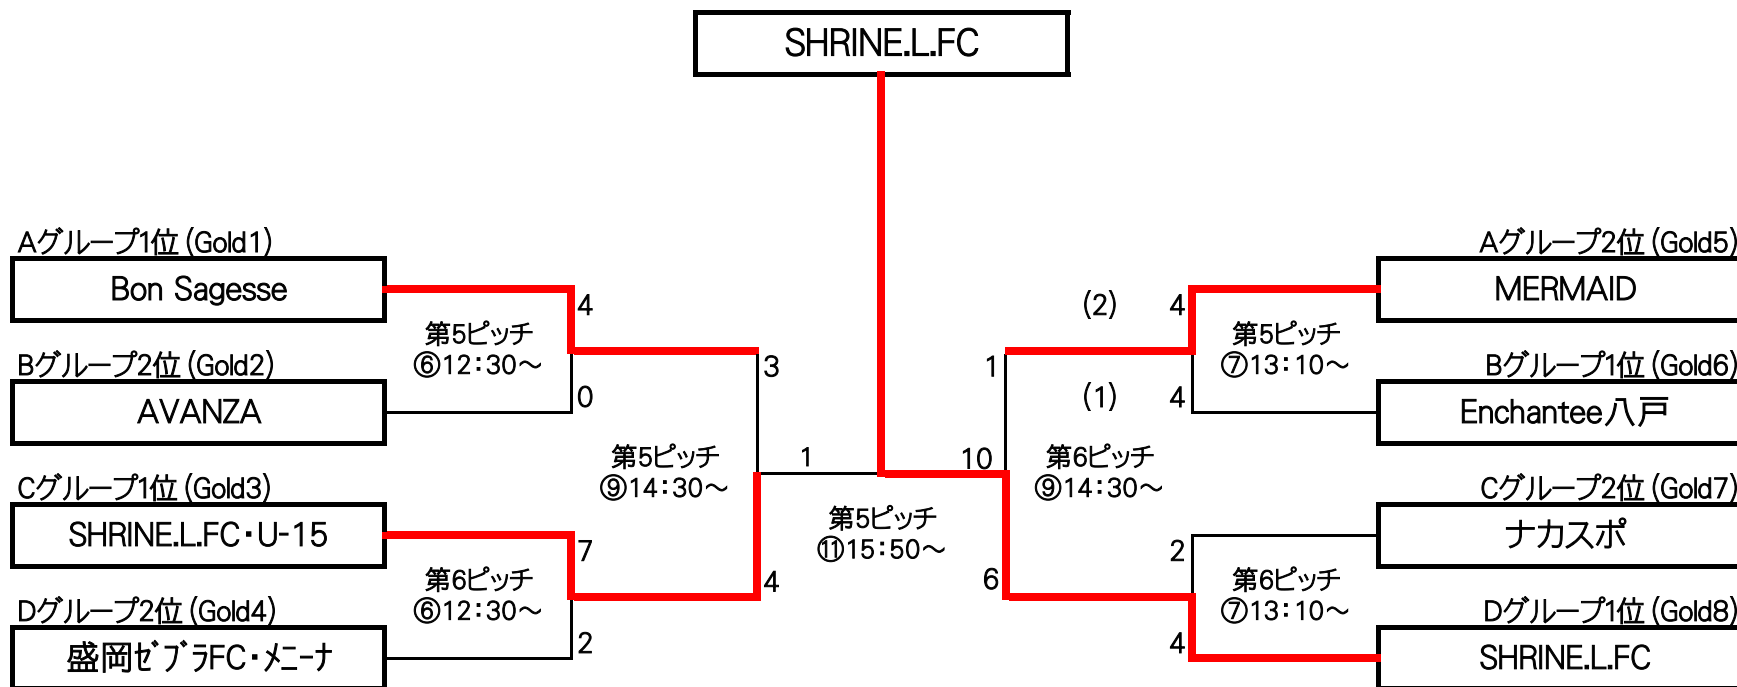 SHRINE.L.FC
Aグループ1位 (Gold1)
Bon Sagesse
4
第5ピッチ
⑥12:30～
Bグループ2位 (Gold2)
AVANZA
0
3
第5ピッチ
⑨14:30～
Cグループ1位 (Gold3)
SHRINE.L.FC・U-15
7
第6ピッチ
⑥12:30～
4
Dグループ2位 (Gold4)
盛岡ｾﾞﾌﾞﾗFC・ﾒﾆｰﾅ
2
1
10
第5ピッチ
⑪15:50～
Aグループ2位 (Gold5)
MERMAID
(2)
4
第5ピッチ
⑦13:10～
1
Bグループ1位 (Gold6)
Enchantee八戸
(1)
4
第6ピッチ
⑨14:30～
Cグループ2位 (Gold7)
ナカスポ
2
6
第6ピッチ
⑦13:10～
Dグループ1位 (Gold8)
SHRINE.L.FC
4